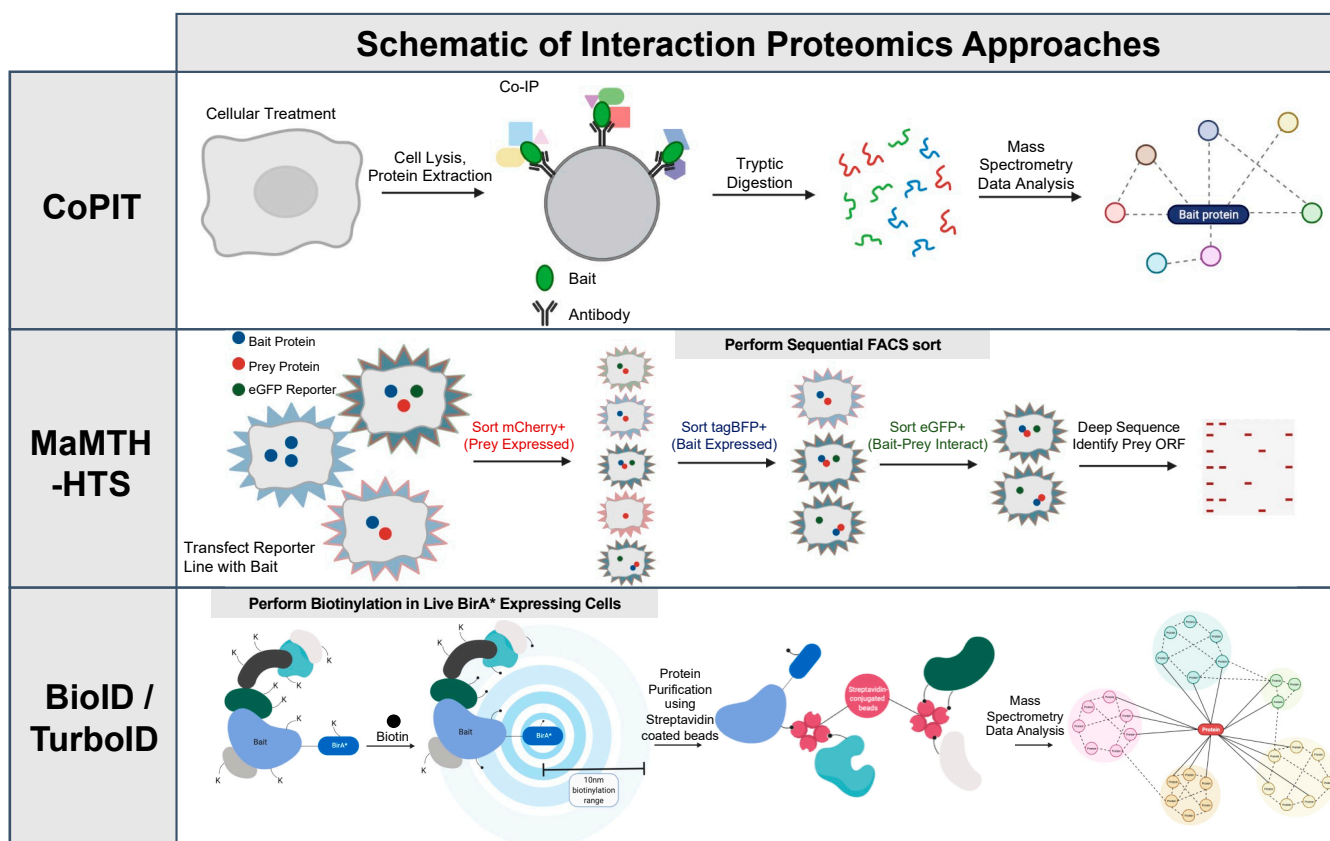 Schematic of Interaction Proteomics Approaches
CoPIT
Cellular Treatment
Cell Lysis,
Protein Extraction
Co-IP
Bait
Antibody
Tryptic
Digestion
Mass
Spectrometry
Data Analysis
Bait protein
MaMTH
-HTS
Bait Protein
Prey Protein
eGFP Reporter
Transfect Reporter
Line with Bait
Sort mCherry+
(Prey Expressed)
Perform Sequential FACS sort
Sort tagBFP+
(Bait Expressed)
Sort eGFP+
(Bait-Prey Interact)
Deep Sequence
Identify Prey ORF
BioID /
TurboID
Perform Biotinylation in Live BirA* Expressing Cells
K
K
K
K
K
K
K
K
Bait
BirA*
Biotin
K
K
K
K
Bait
BirA*
10nm
biotinylation
range
Protein
Purification
using
Streptavidin
coated beads
Streptavidin-
conjugated
beads
Mass
Spectrometry
Data Analysis
Protein